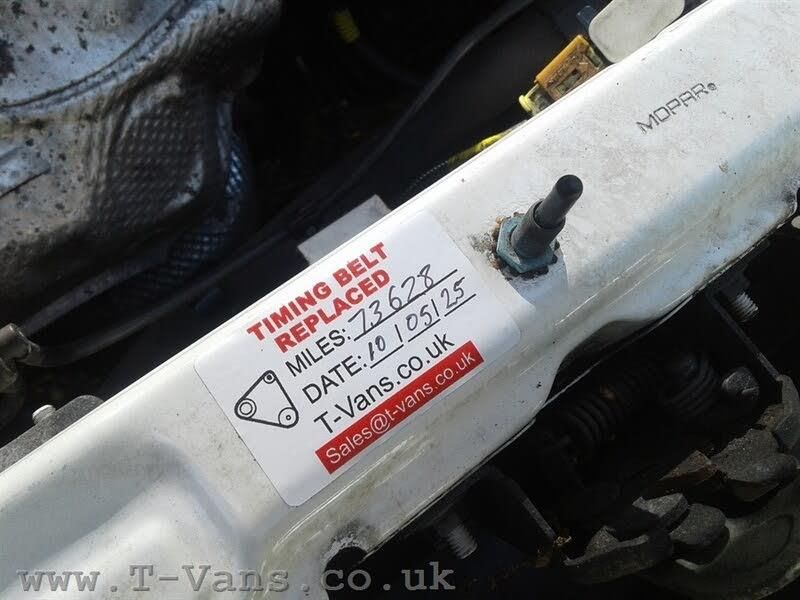 MOPAR®
TIMING BELT
REPLACED
MILES: 73628
DATE: 10/05/25
T-Vans.co.uk
Sales@t-vans.co.uk
www.T-Vans.co.uk